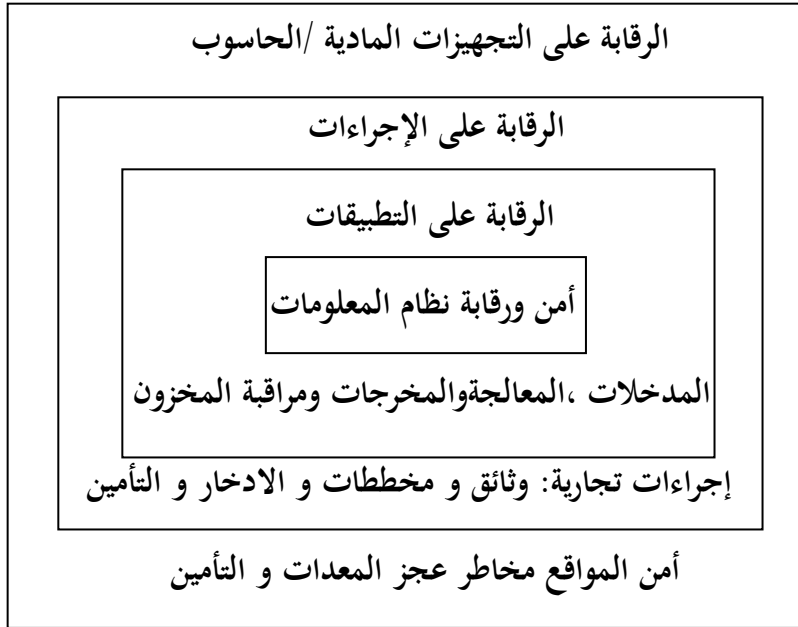 الرقابة على التجهيزات المادية /الحاسوب
الرقابة على الإجراءات
الرقابة على التطبيقات
أمن ورقابة نظام المعلومات
المدخلات ،المعالجةوالمخرجات ومراقبة المخزون
إجراءات تجارية: وثائق و مخططات و الادخار و التأمين
أمن المواقع مخاطر عجز المعدات و التأمين